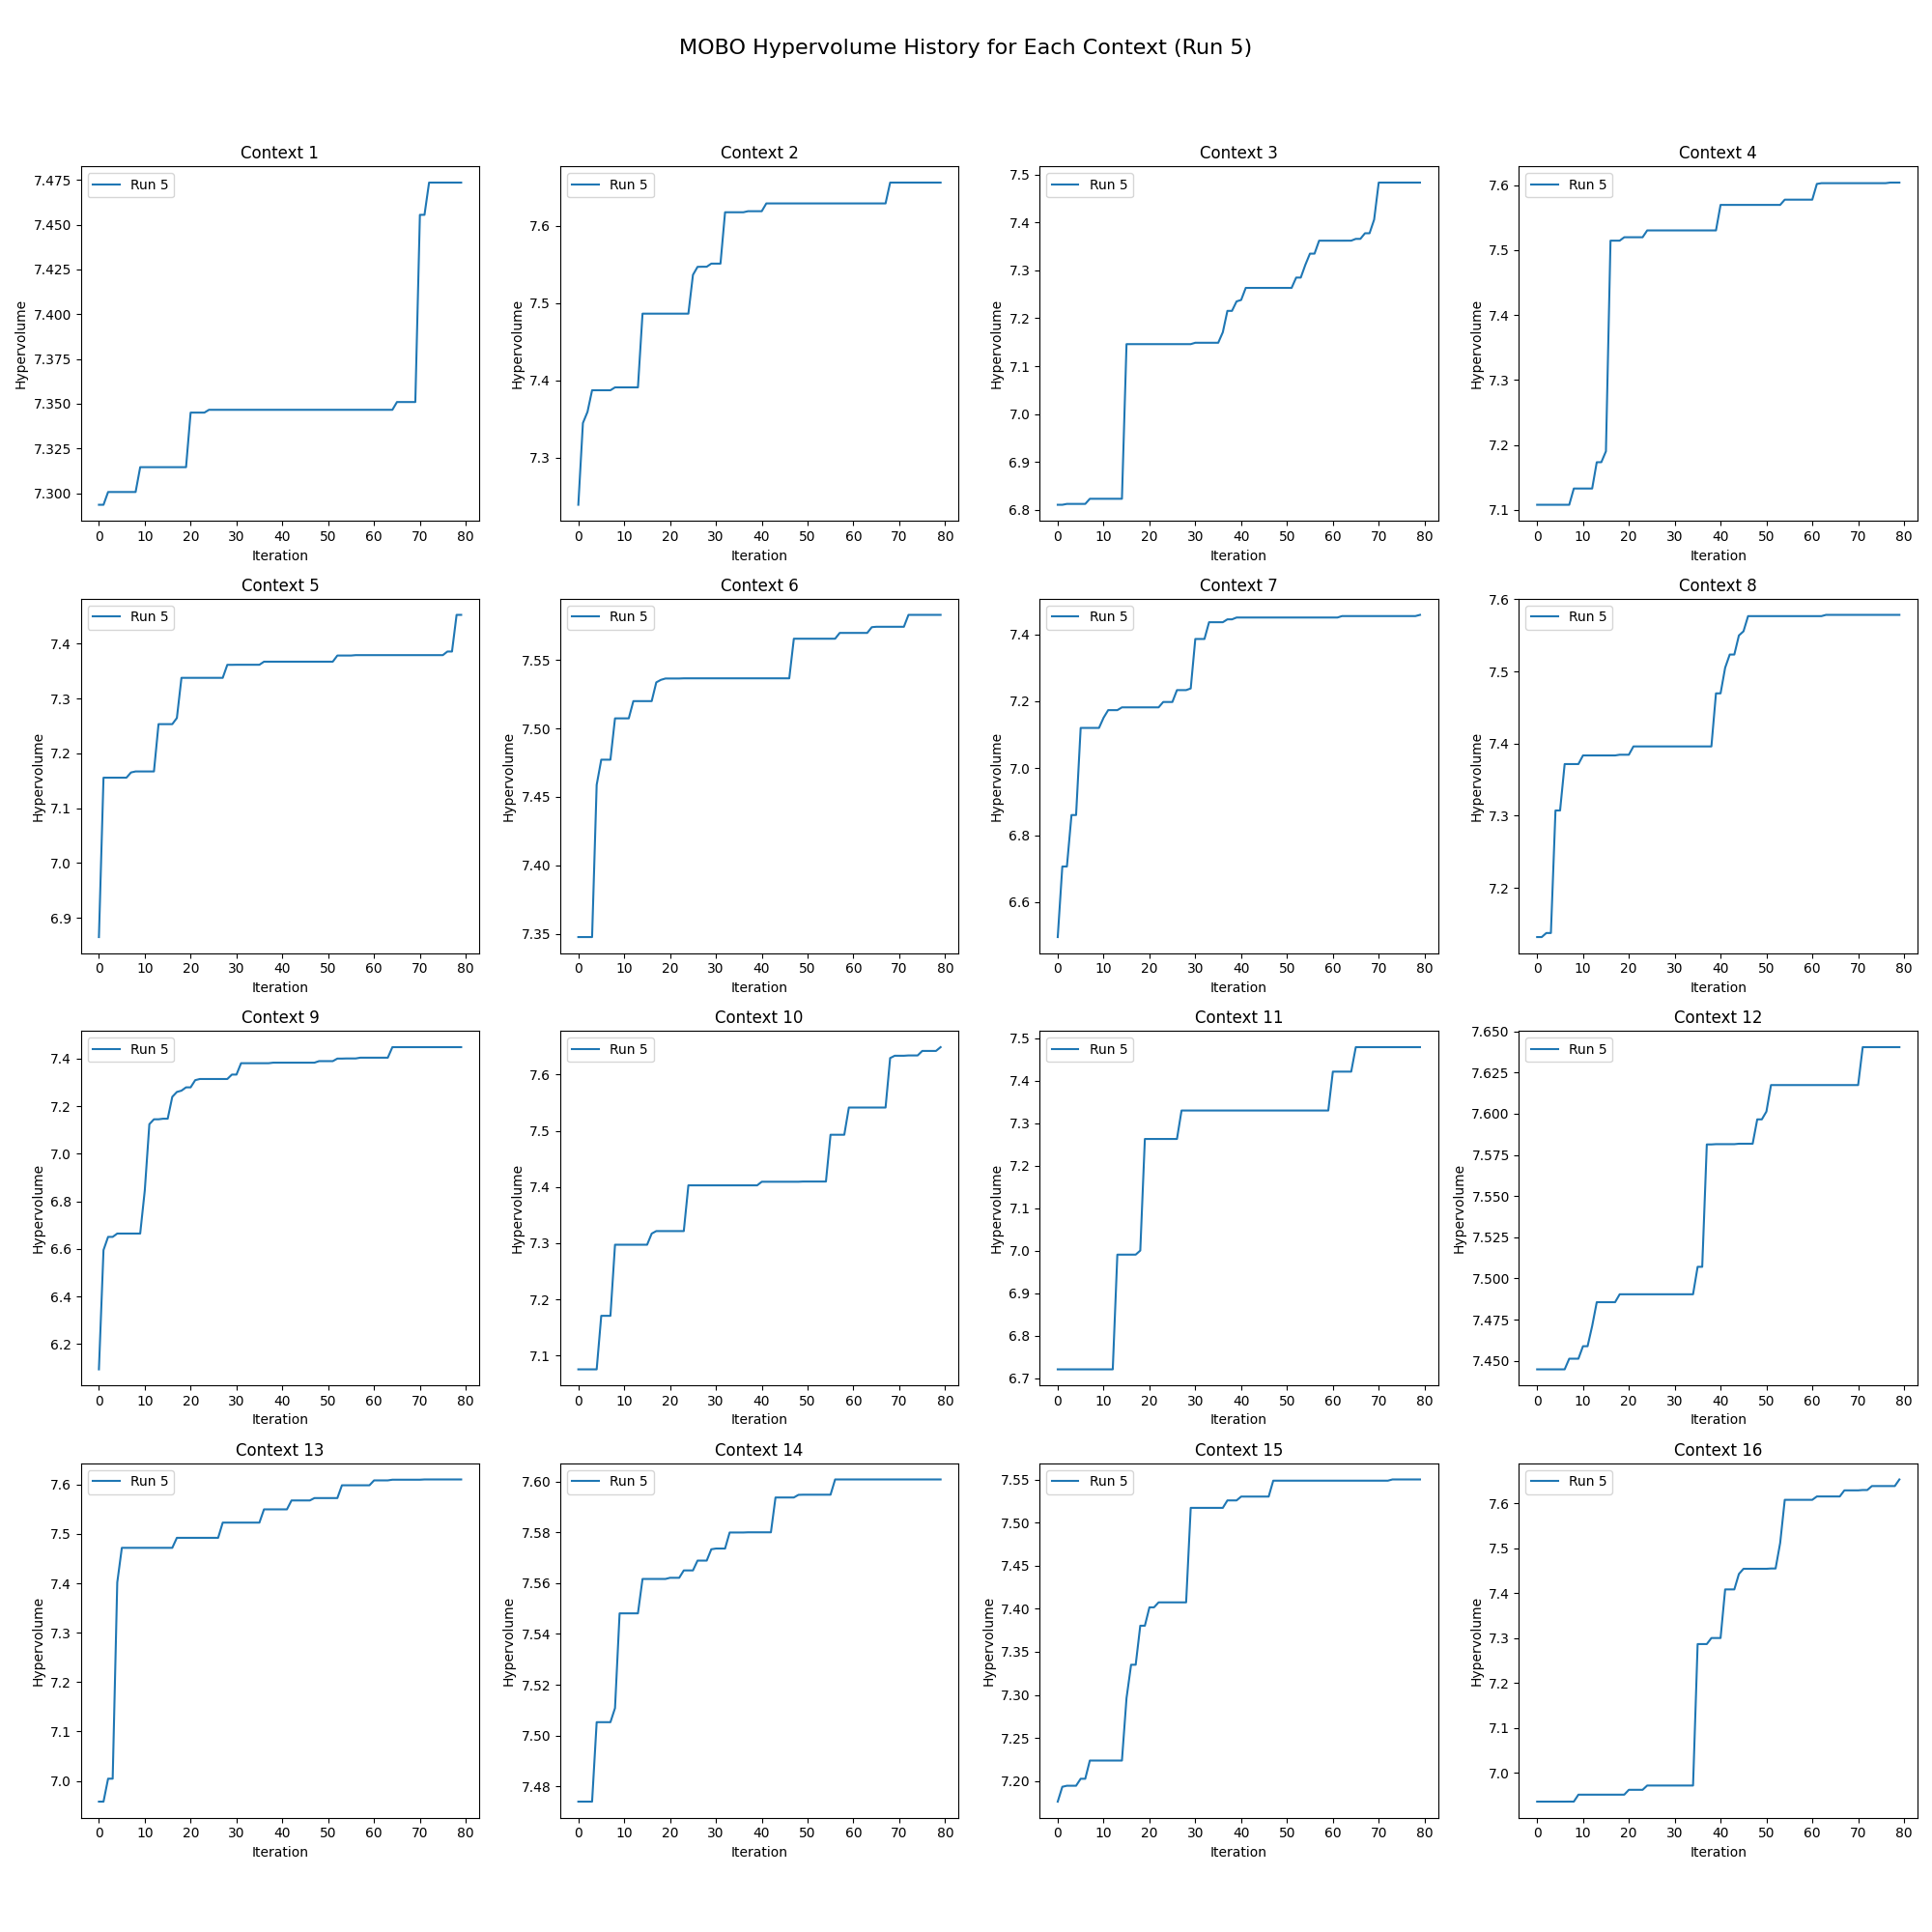 MOBO Hypervolume History for Each Context (Run 5)
Context 1
Run 5
7.475
7.450
7.425
7.400
7.375
7.350
7.325
7.300
Hypervolume
0 10 20 30 40 50 60 70 80
Iteration
Context 2
Run 5
7.6
7.5
7.4
7.3
Hypervolume
0 10 20 30 40 50 60 70 80
Iteration
Context 3
Run 5
7.5
7.4
7.3
7.2
7.1
7.0
6.9
6.8
Hypervolume
0 10 20 30 40 50 60 70 80
Iteration
Context 4
Run 5
7.6
7.5
7.4
7.3
7.2
7.1
Hypervolume
0 10 20 30 40 50 60 70 80
Iteration
Context 5
Run 5
7.4
7.3
7.2
7.1
7.0
6.9
Hypervolume
0 10 20 30 40 50 60 70 80
Iteration
Context 6
Run 5
7.55
7.50
7.45
7.40
7.35
Hypervolume
0 10 20 30 40 50 60 70 80
Iteration
Context 7
Run 5
7.4
7.2
7.0
6.8
6.6
Hypervolume
0 10 20 30 40 50 60 70 80
Iteration
Context 8
Run 5
7.6
7.5
7.4
7.3
7.2
Hypervolume
0 10 20 30 40 50 60 70 80
Iteration
Context 9
Run 5
7.4
7.2
7.0
6.8
6.6
6.4
6.2
Hypervolume
0 10 20 30 40 50 60 70 80
Iteration
Context 10
Run 5
7.6
7.5
7.4
7.3
7.2
7.1
Hypervolume
0 10 20 30 40 50 60 70 80
Iteration
Context 11
Run 5
7.5
7.4
7.3
7.2
7.1
7.0
6.9
6.8
6.7
Hypervolume
0 10 20 30 40 50 60 70 80
Iteration
Context 12
Run 5
7.650
7.625
7.600
7.575
7.550
7.525
7.500
7.475
7.450
Hypervolume
0 10 20 30 40 50 60 70 80
Iteration
Context 13
Run 5
7.6
7.5
7.4
7.3
7.2
7.1
7.0
Hypervolume
0 10 20 30 40 50 60 70 80
Iteration
Context 14
Run 5
7.60
7.58
7.56
7.54
7.52
7.50
7.48
Hypervolume
0 10 20 30 40 50 60 70 80
Iteration
Context 15
Run 5
7.55
7.50
7.45
7.40
7.35
7.30
7.25
7.20
Hypervolume
0 10 20 30 40 50 60 70 80
Iteration
Context 16
Run 5
7.6
7.5
7.4
7.3
7.2
7.1
7.0
Hypervolume
0 10 20 30 40 50 60 70 80
Iteration